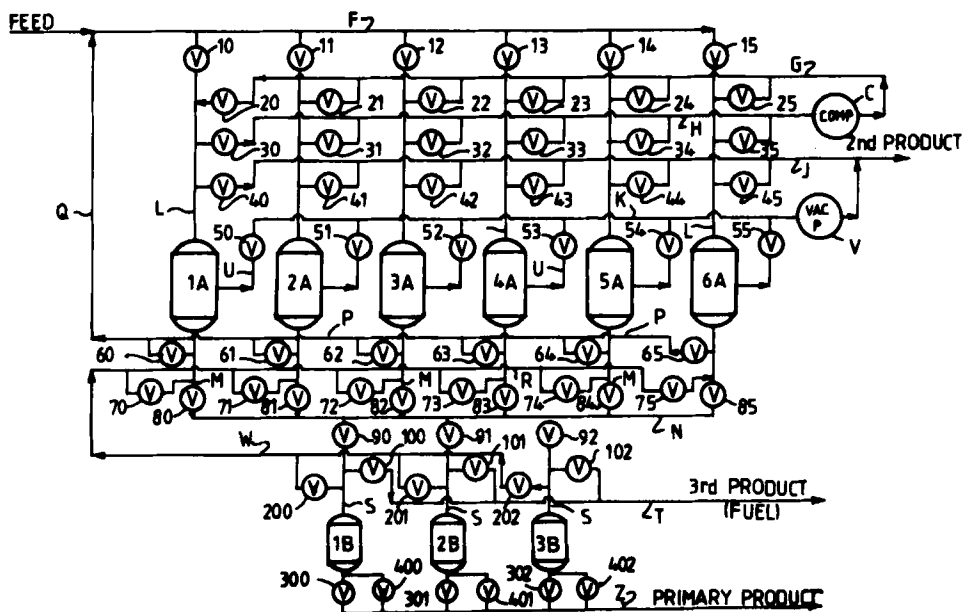 FEED F
10 11 12 13 14 15
V V V V V V
G
C
V V V V V V
20 21 22 23 24 25
COMP
H
2nd PRODUCT
V V V V V V
30 31 32 33 34 35
J
V V V V V V
40 41 42 43 44 45
Q L K L
50 51 52 53 54 55
V V V V V V
VAC P
V
U U
1A 2A 3A 4A 5A 6A
P P
60 61 62 63 64 65
V V V V V V
M M R M
V V V V V V
70 71 72 73 74 75
V V V V V V
80 81 82 83 84 85
N
V V V
90 91 92
W
100 101 102
V V V
V V V
200 201 202
S S S
3rd PRODUCT
(FUEL)
T
1B 2B 3B
300 400 301 401 302 402
V V V V V V
Z PRIMARY PRODUCT